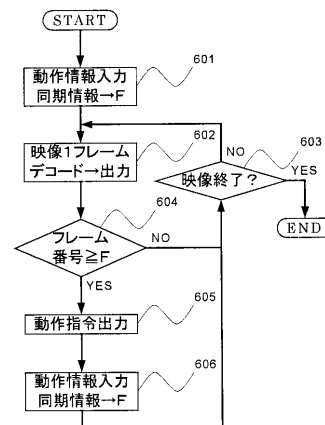 START
動作情報入力
同期情報→F
601
映像1フレーム
デコード→出力
602
映像終了？
603
NO
YES
END
フレーム
番号≧F
604
NO
YES
動作指令出力
605
動作情報入力
同期情報→F
606